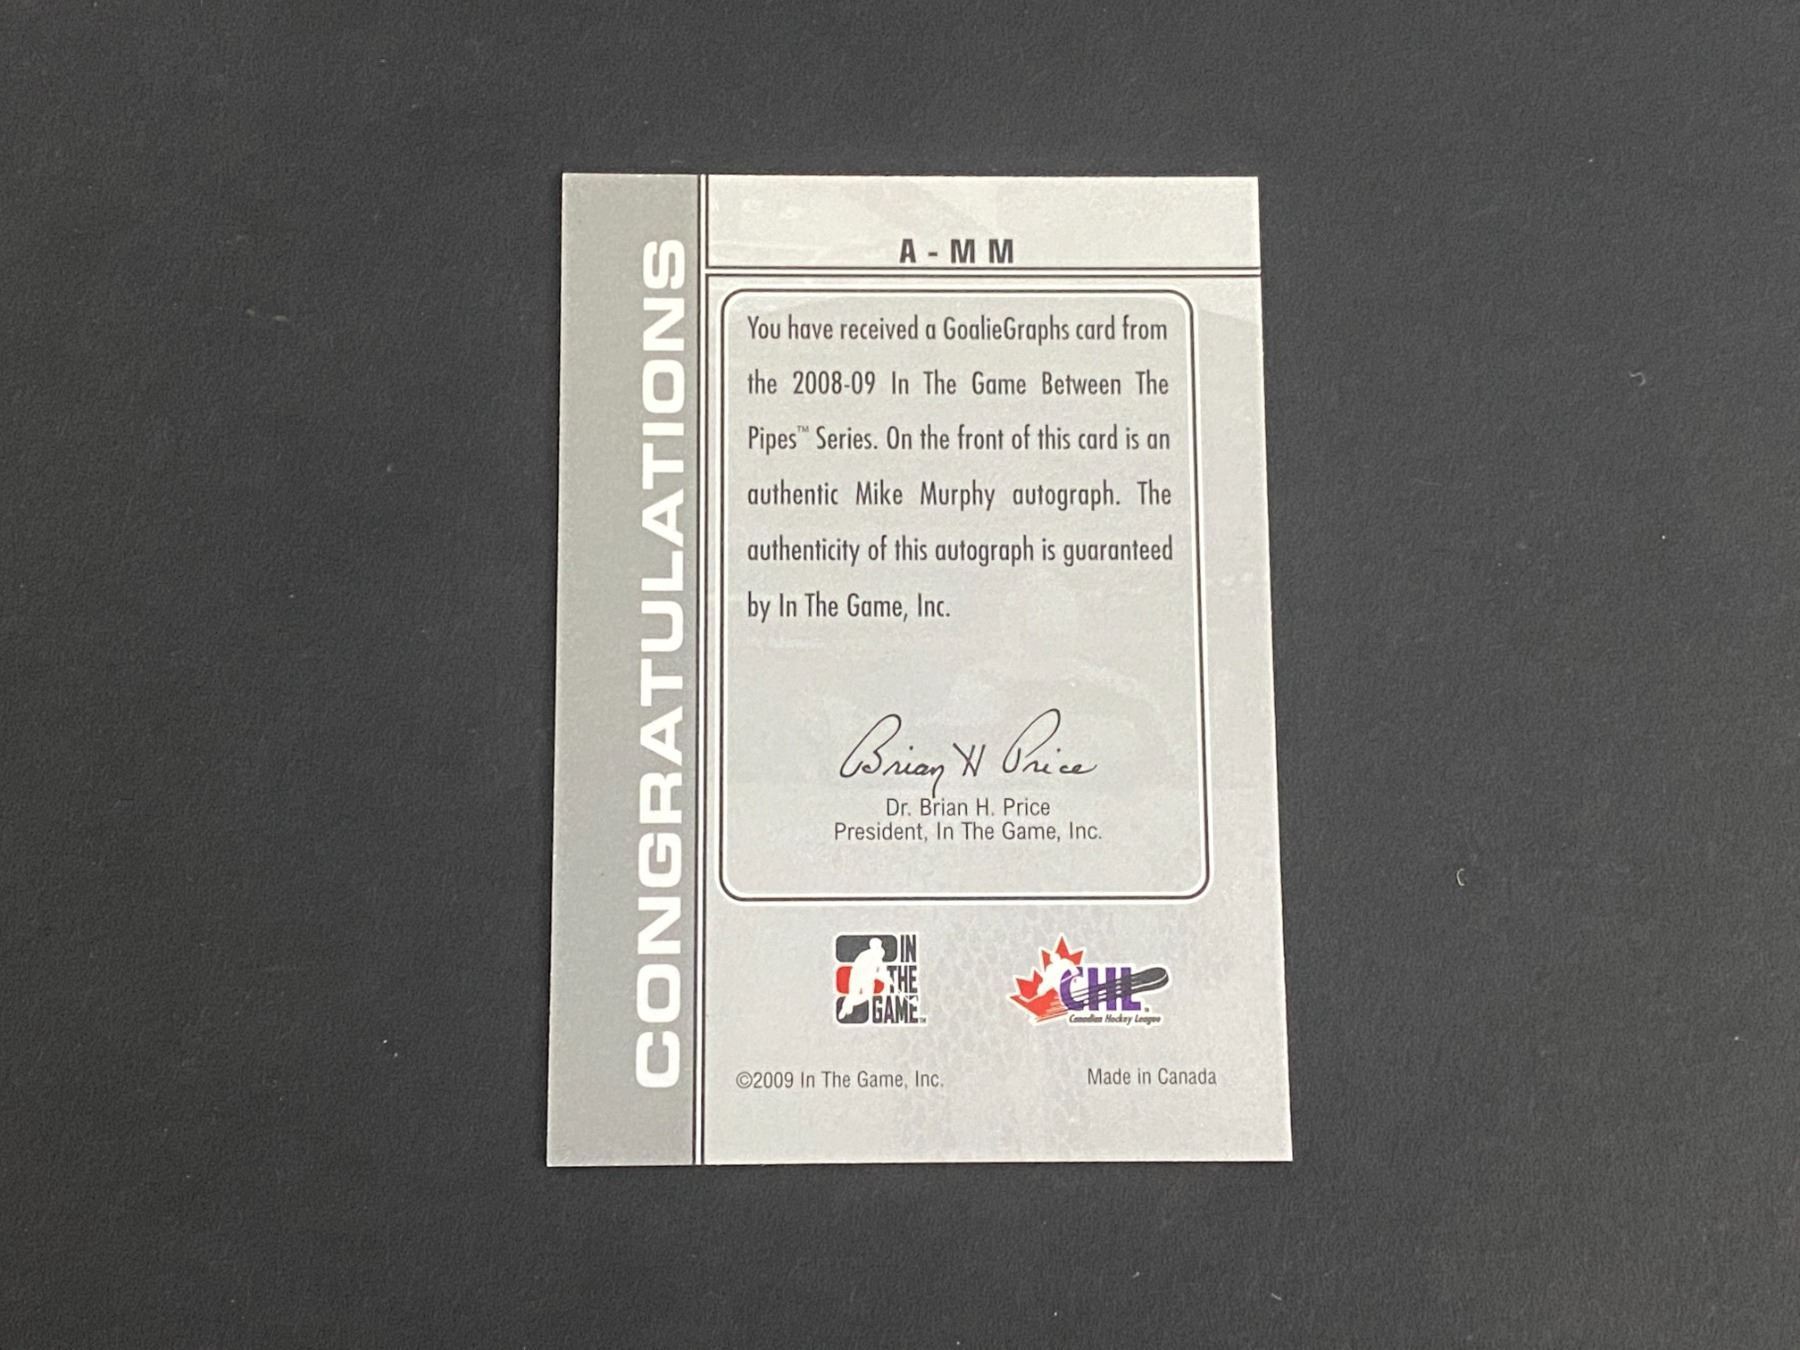 CONGRATULATIONS
A - M M
You have received a GoalieGraphs card from
the 2008-09 In The Game Between The
Pipes™ Series. On the front of this card is an
authentic Mike Murphy autograph. The
authenticity of this autograph is guaranteed
by In The Game, Inc.
Brian H Price
Dr. Brian H. Price
President, In The Game, Inc.
IN
THE
GAME™
CHL®
Canadian Hockey League
©2009 In The Game, Inc.
Made in Canada